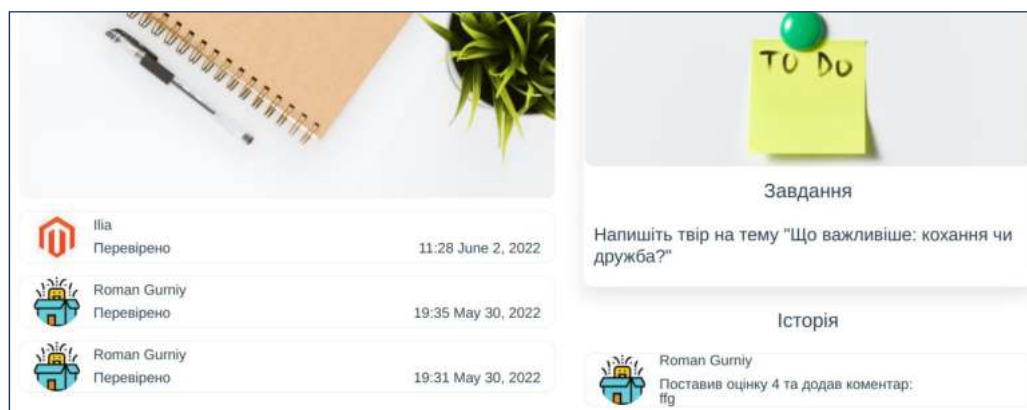 Ilia
Перевірено
11:28 June 2, 2022
Roman Gurniy
Перевірено
19:35 May 30, 2022
Roman Gurniy
Перевірено
19:31 May 30, 2022
TO DO
Завдання
Напишіть твір на тему "Що важливіше: кохання чи
дружба?"
Історія
Roman Gurniy
Поставив оцінку 4 та додав коментар:
ffg